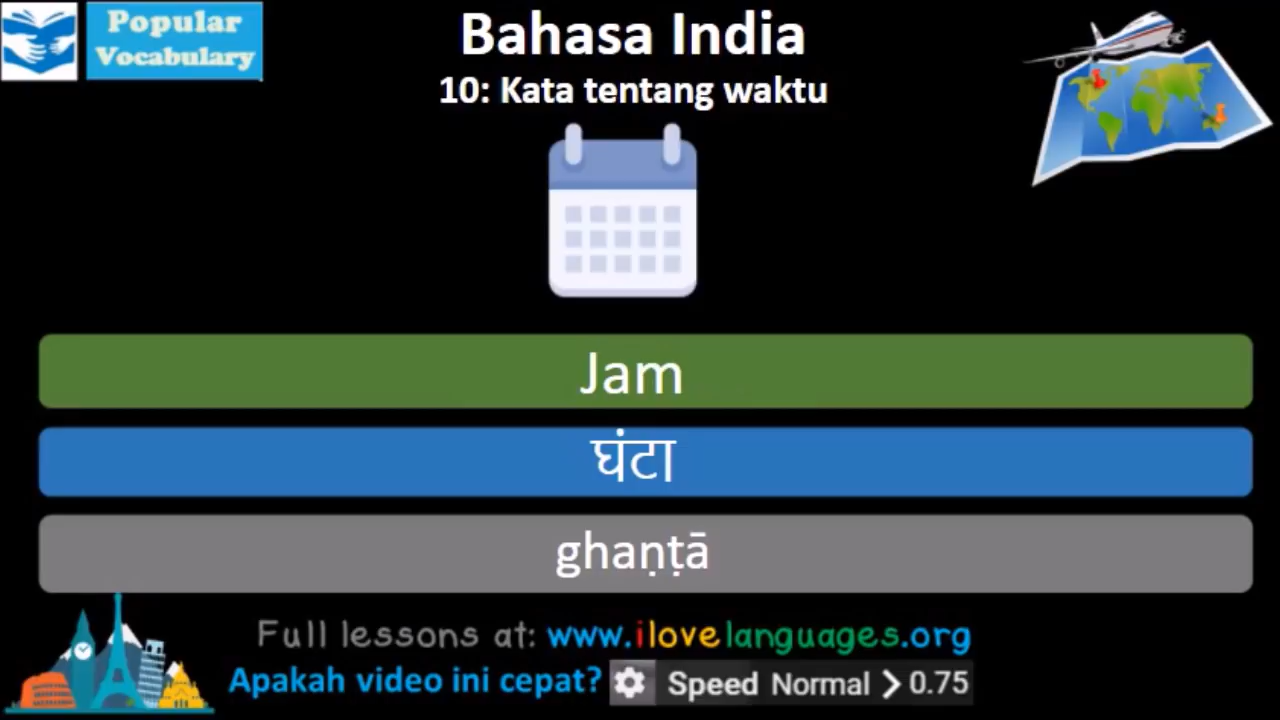 Popular
Vocabulary
Bahasa India
10: Kata tentang waktu
Jam
घंटा
ghaṇṭā
Full lessons at: www.ilovelanguages.org
Apakah video ini cepat? Speed Normal > 0.75